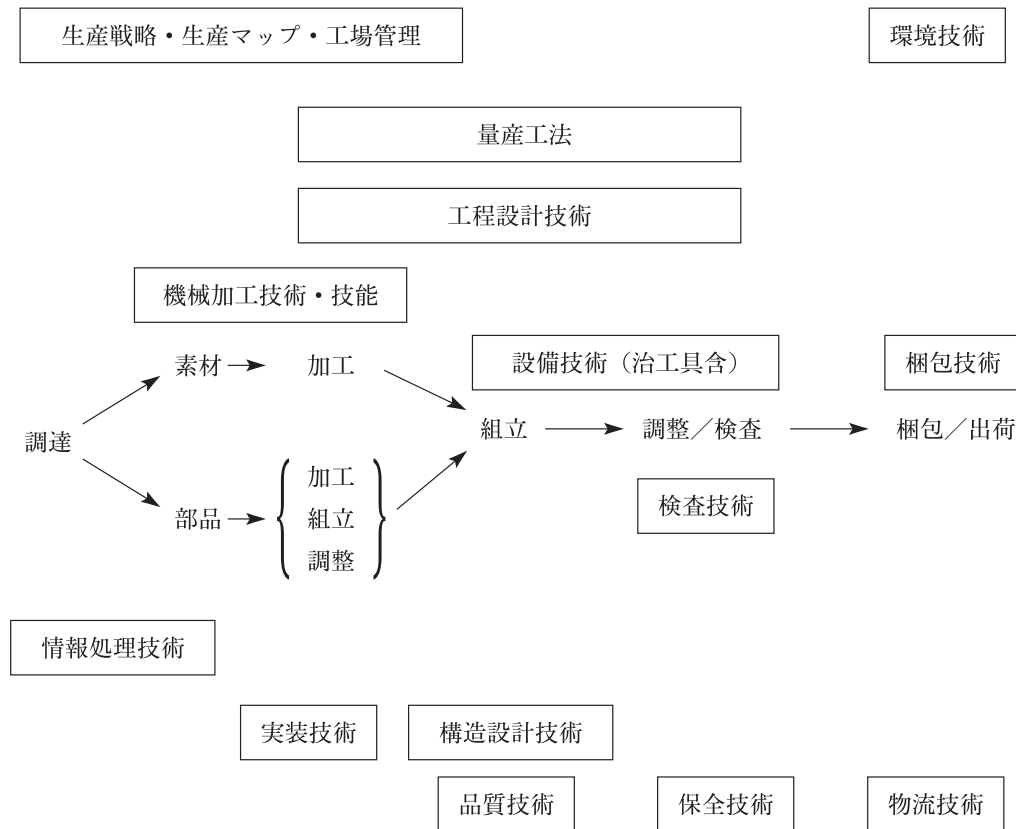 生産戦略・生産マップ・工場管理
環境技術
量産工法
工程設計技術
機械加工技術・技能
設備技術（治工具含）
梱包技術
素材
加工
調達
組立
調整／検査
梱包／出荷
部品
加工
組立
調整
検査技術
情報処理技術
実装技術
構造設計技術
品質技術
保全技術
物流技術